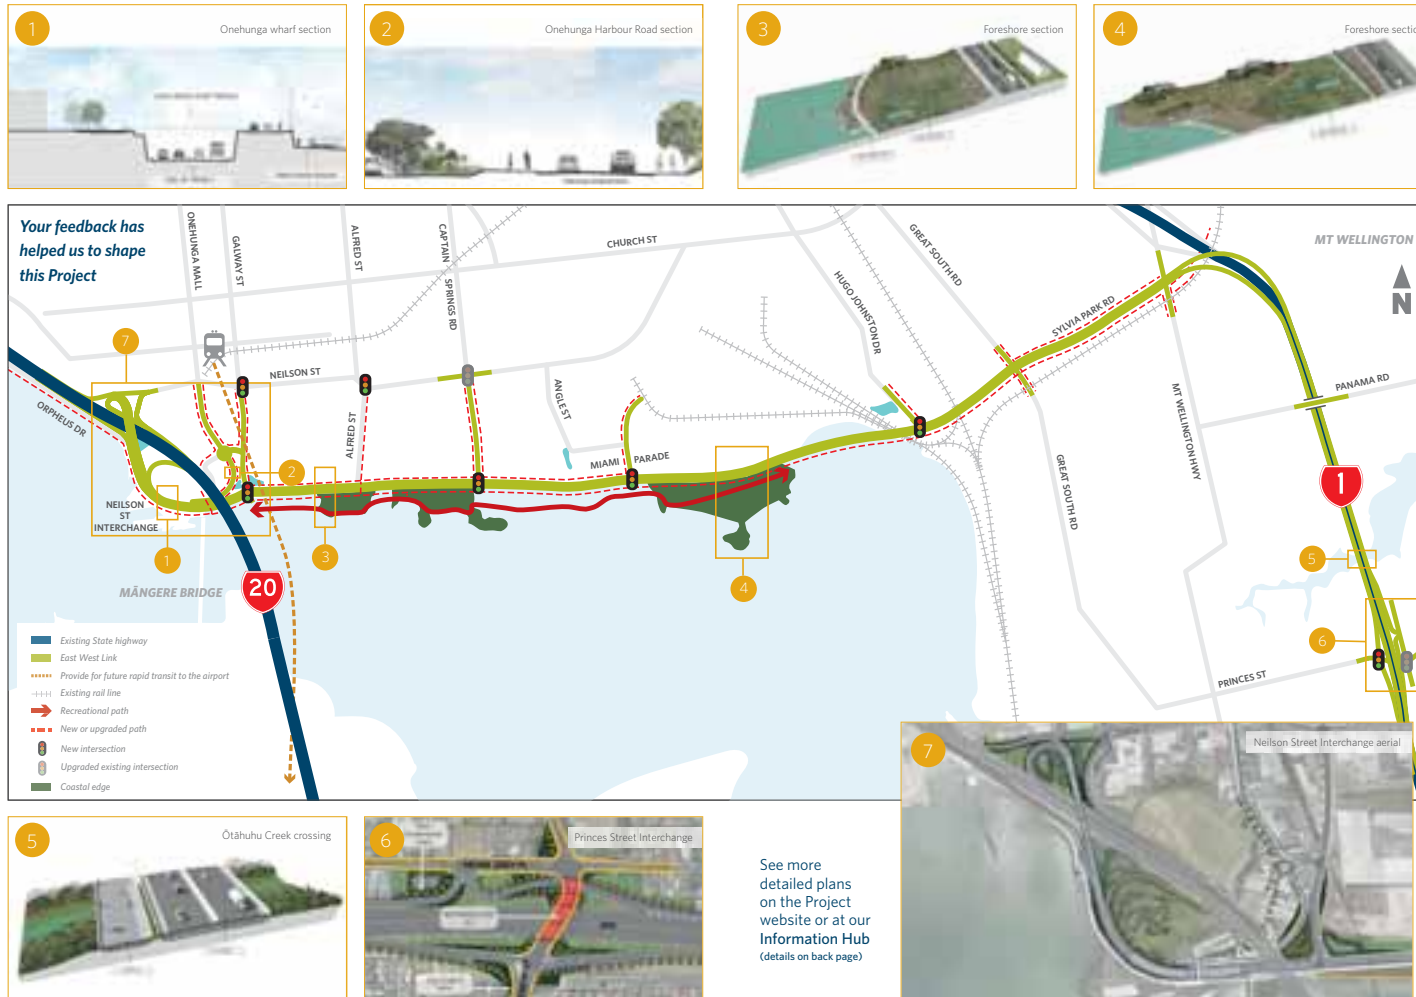 1
Onehunga wharf section
2
Onehunga Harbour Road section
3
Foreshore section
4
Foreshore sectio
Your feedback has
helped us to shape
this Project
ONEHUNGA MALL
GALWAY ST
ALFRED ST
CAPTAIN
SPRINGS RD
CHURCH ST
HUGO JOHNSTON DR
GREAT SOUTH RD
SYLVIA PARK RD
MT WELLINGTON
N
7
NEILSON ST
ORPHEUS DR
ALFRED ST
ANGLE ST
MIAMI PARADE
MT WELLINGTON HWY
PANAMA RD
GREAT SOUTH RD
1
2
NEILSON
ST
INTERCHANGE
1
3
4
5
6
MĀNGERE BRIDGE
20
PRINCES ST
Existing State highway
East West Link
Provide for future rapid transit to the airport
Existing rail line
Recreational path
New or upgraded path
New intersection
Upgraded existing intersection
Coastal edge
7
Neilson Street Interchange aerial
5
Ōtāhuhu Creek crossing
6
Princes Street Interchange
See more
detailed plans
on the Project
website or at our
Information Hub
(details on back page)